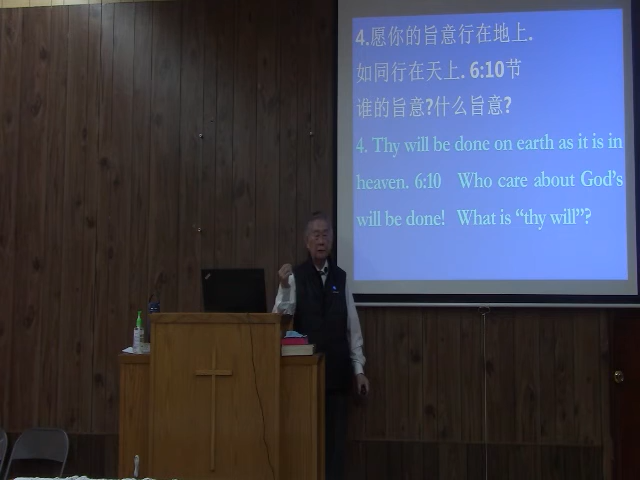 4.愿你的旨意行在地上.
如同行在天上. 6:10节
谁的旨意?什么旨意?
4. Thy will be done on earth as it is in
heaven. 6:10 Who care about God's
will be done! What is “thy will”?